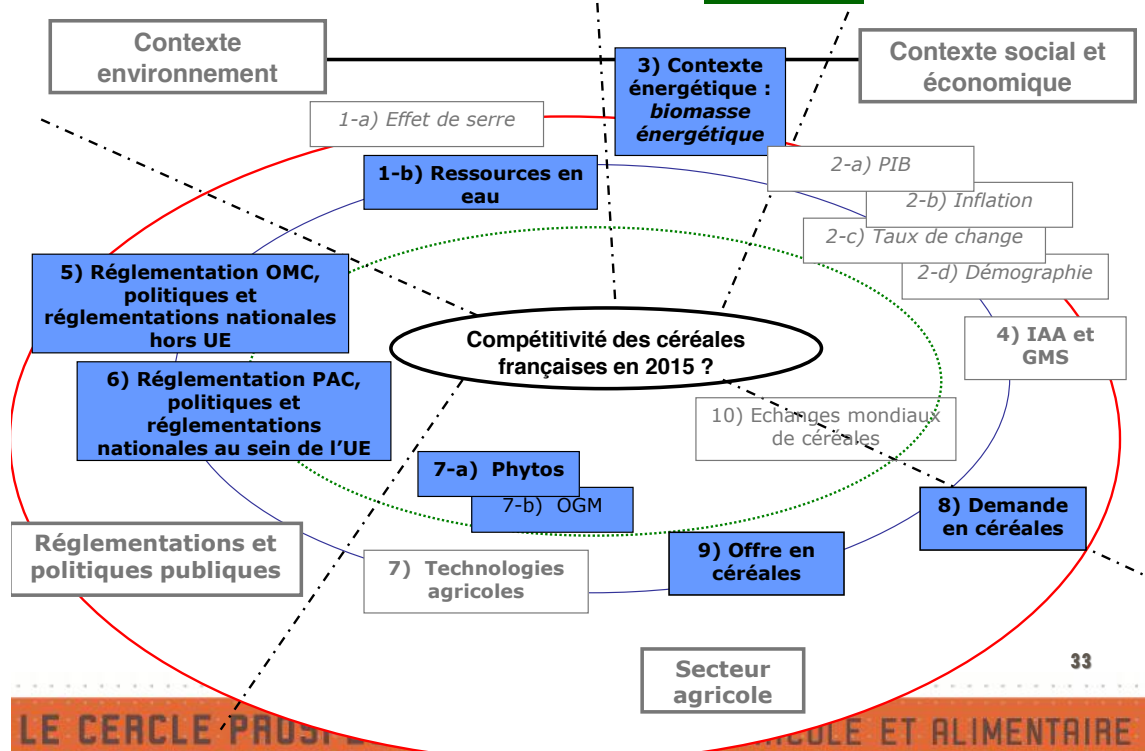 Contexte
environnement
3) Contexte
énergétique :
biomasse
énergétique
Contexte social et
économique
1-a) Effet de serre
1-b) Ressources en
eau
2-a) PIB
2-b) Inflation
2-c) Taux de change
2-d) Démographie
5) Réglementation OMC,
politiques et
réglementations nationales
hors UE
Compétitivité des céréales
françaises en 2015 ?
4) IAA et
GMS
6) Réglementation PAC,
politiques et
réglementations
nationales au sein de l'UE
10) Echanges mondiaux
de céréales
7-a) Phytos
7-b) OGM
8) Demande
en céréales
Réglementations et
politiques publiques
9) Offre en
céréales
7) Technologies
agricoles
Secteur
agricole
33
LE CERCLE
ET ALIMENTAIRE